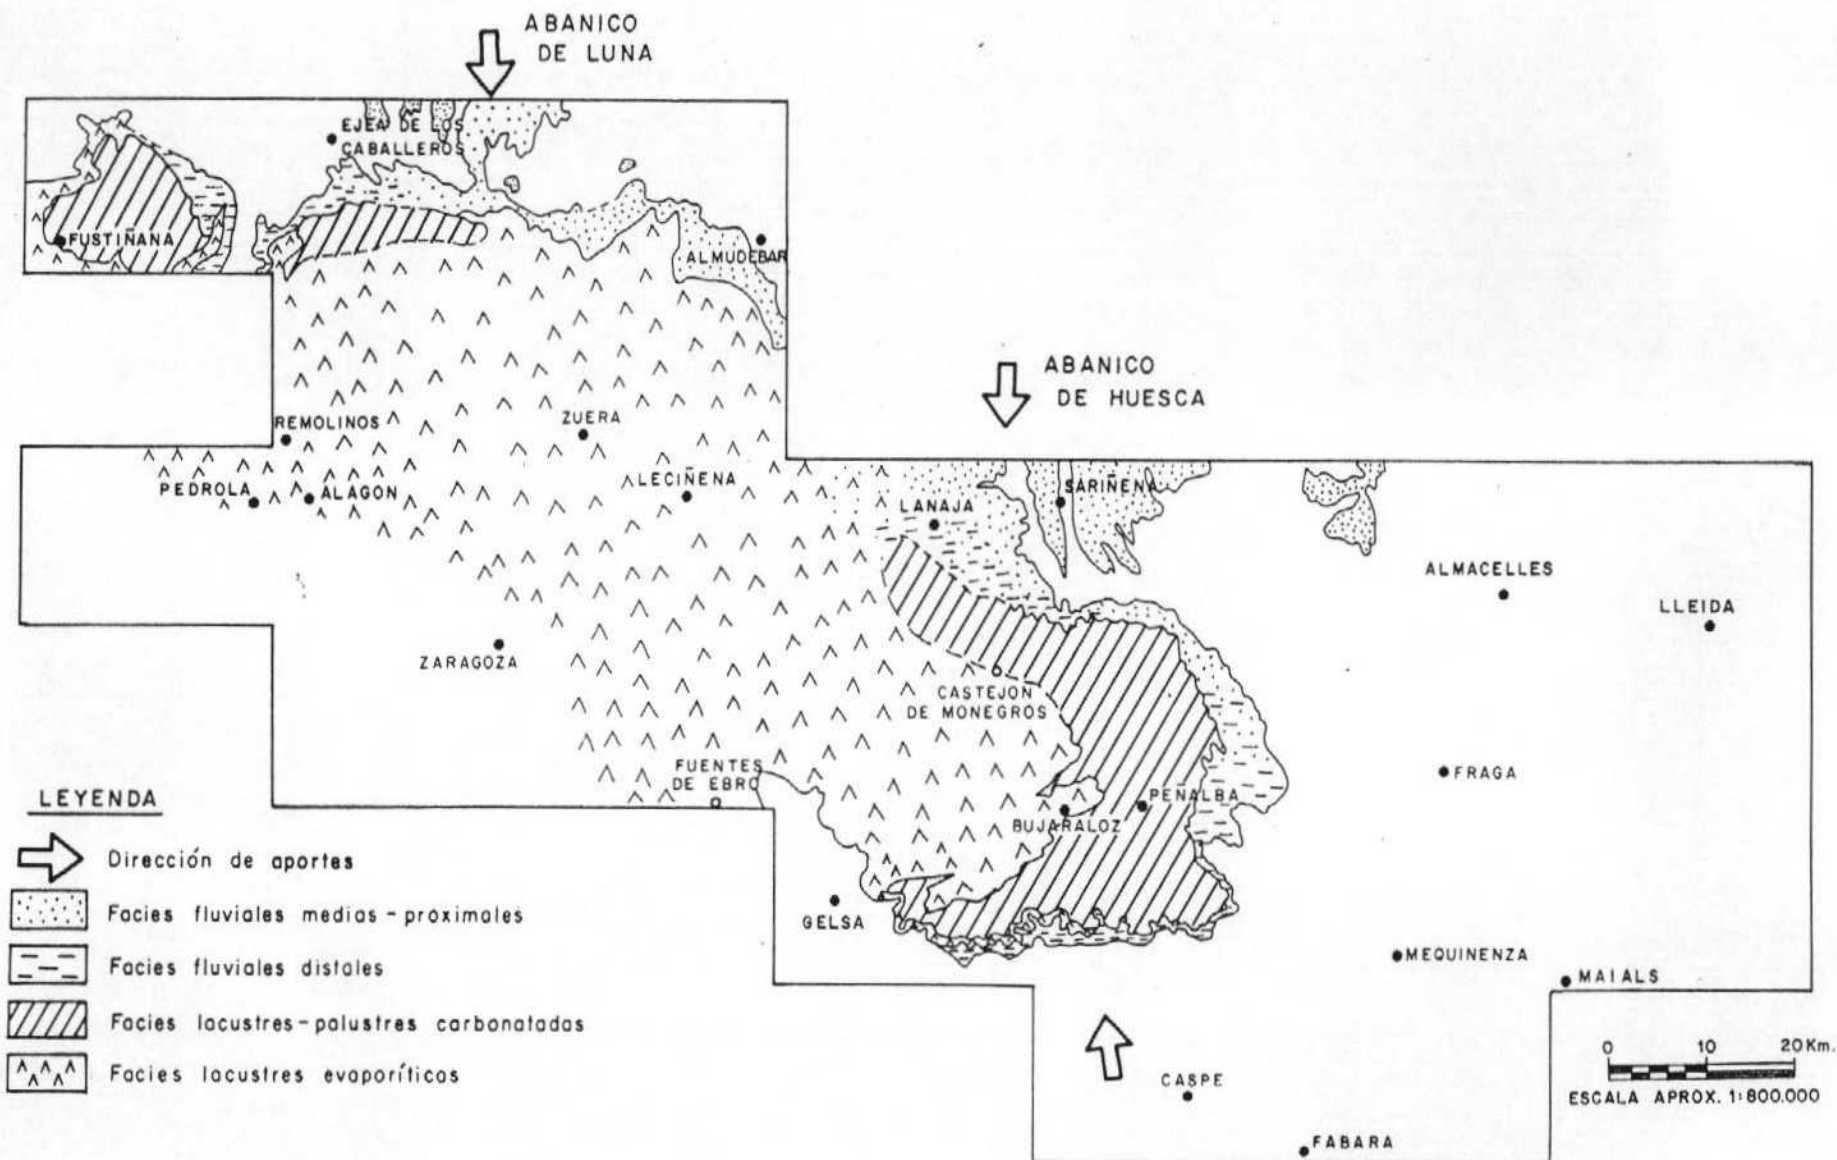 ABANICO
DE LUNA
EJEA DE LOS
CABALLEROS
FUSTIÑANA
ALMUDEBAR
ABANICO
DE HUESCA
REMOLINOS
ZUERA
PEDROLA
ALAGON
LECIÑENA
LANAJA
SARIÑENA
ALMACELLES
LLEIDA
ZARAGOZA
CASTEJON
DE MONEGROS
FUENTES
DE EBRO
FRAGA
BUJARALOZ
PEÑALBA
GELSA
MEQUINENZA
MAIALS
CASPE
FABARA
LEYENDA
Dirección de aportes
Facies fluviales medias-proximales
Facies fluviales distales
Facies lacustres-palustres carbonatadas
Facies lacustres evaporíticas
0 10 20 Km.
ESCALA APROX. 1:800.000